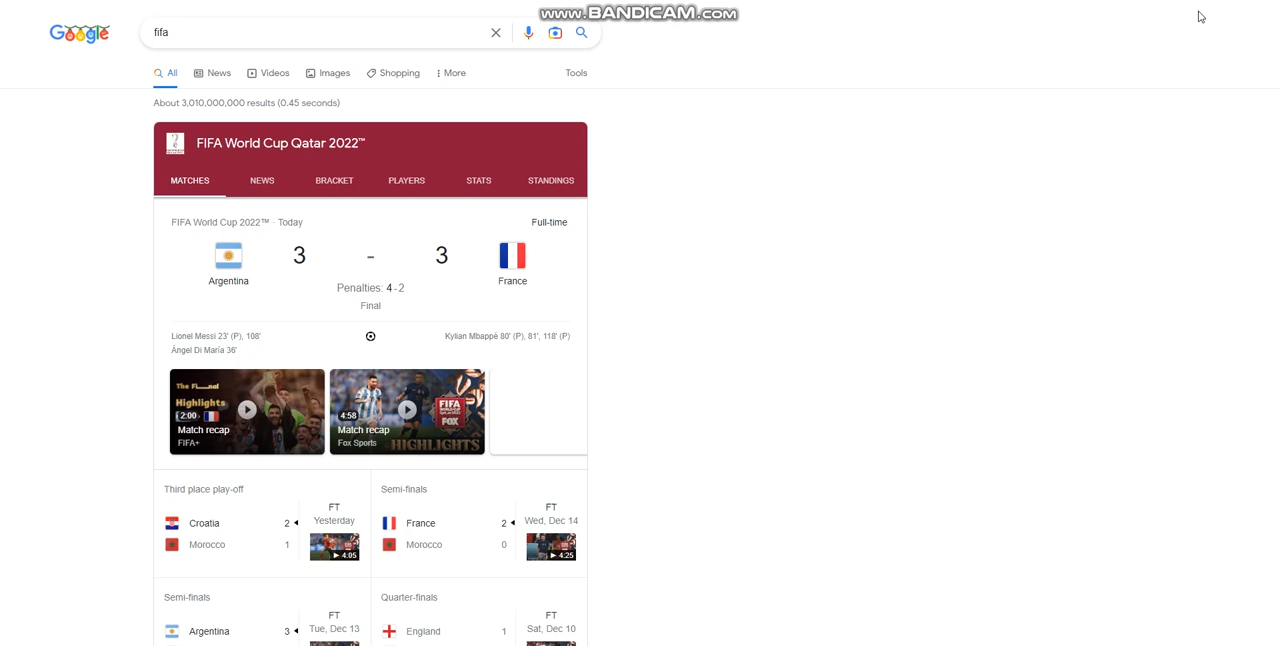 www.BANDICAM.com
Google
fifa
All News Videos Images Shopping More Tools
About 3,010,000,000 results (0.45 seconds)
FIFA World Cup Qatar 2022™
MATCHES NEWS BRACKET PLAYERS STATS STANDINGS
FIFA World Cup 2022™ · Today Full-time
3 - 3
Argentina France
Penalties: 4 - 2
Final
Lionel Messi 23' (P), 108' Kylian Mbappé 80' (P), 81', 118' (P)
Ángel Di María 36'
Highlights
2:00
Match recap
FIFA+
FIFA
FOX
4:58
Match recap
Fox Sports
HIGHLIGHTS
Third place play-off
FT
Croatia 2 Yesterday
Morocco 1
4:05
Semi-finals
FT
France 2 Wed, Dec 14
Morocco 0
4:25
Semi-finals
FT
Argentina 3 Tue, Dec 13
Quarter-finals
FT
England 1 Sat, Dec 10